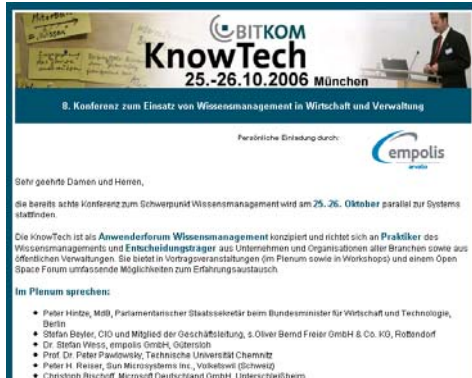 BITKOM
KnowTech
25.-26.10.2006 München
8. Konferenz zum Einsatz von Wissensmanagement in Wirtschaft und Verwaltung
Persönliche Einladung durch:
empolis
arvato
Sehr geehrte Damen und Herren,
die bereits achte Konferenz zum Schwerpunkt Wissensmanagement wird am 25.-26. Oktober parallel zur Systems
stattfinden.
Die KnowTech ist als Anwenderforum Wissensmanagement konzipiert und richtet sich an Praktiker des
Wissensmanagements und Entscheidungsträger aus Unternehmen und Organisationen aller Branchen sowie aus
öffentlichen Verwaltungen. Sie bietet in Vortragsveranstaltungen (im Plenum sowie in Workshops) und einem Open
Space Forum umfassende Möglichkeiten zum Erfahrungsaustausch.
Im Plenum sprechen:
Peter Hintze, MdB, Parlamentarischer Staatssekretär beim Bundesminister für Wirtschaft und Technologie,
Berlin
Stefan Beyler, CIO und Mitglied der Geschäftsleitung, s.Oliver Bernd Freier GmbH & Co. KG, Rottendorf
Dr. Stefan Wess, empolis GmbH, Gütersloh
Prof. Dr. Peter Pawlowsky, Technische Universität Chemnitz
Peter H. Reiser, Sun Microsystems Inc., Volketswil (Schweiz)
Christoph Bischoff, Microsoft Deutschland GmbH, Unterschleißheim